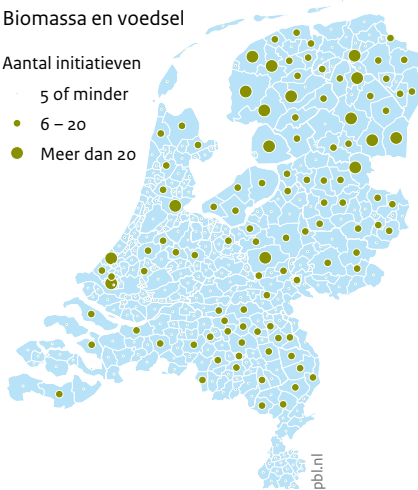 Biomassa en voedsel
Aantal initiatieven
5 of minder
6 – 20
Meer dan 20
pbl.nl